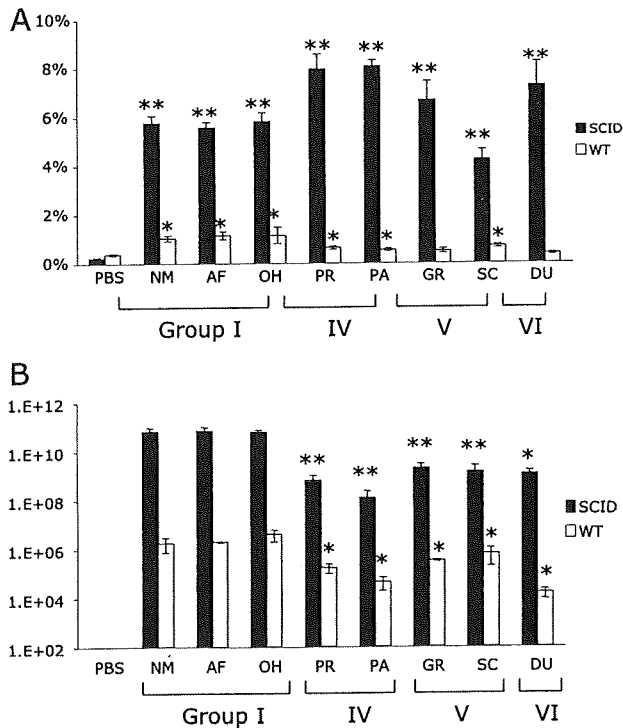 A
10%
8%
6%
4%
2%
0%
** ** ** ** ** ** ** **
* * * * * *
SCID
WT
PBS NM AF OH PR PA GR SC DU
Group I IV V VI
B
1.E+12
1.E+10
1.E+08
1.E+06
1.E+04
1.E+02
** ** ** ** *
* * * * *
SCID
WT
PBS NM AF OH PR PA GR SC DU
Group I IV V VI